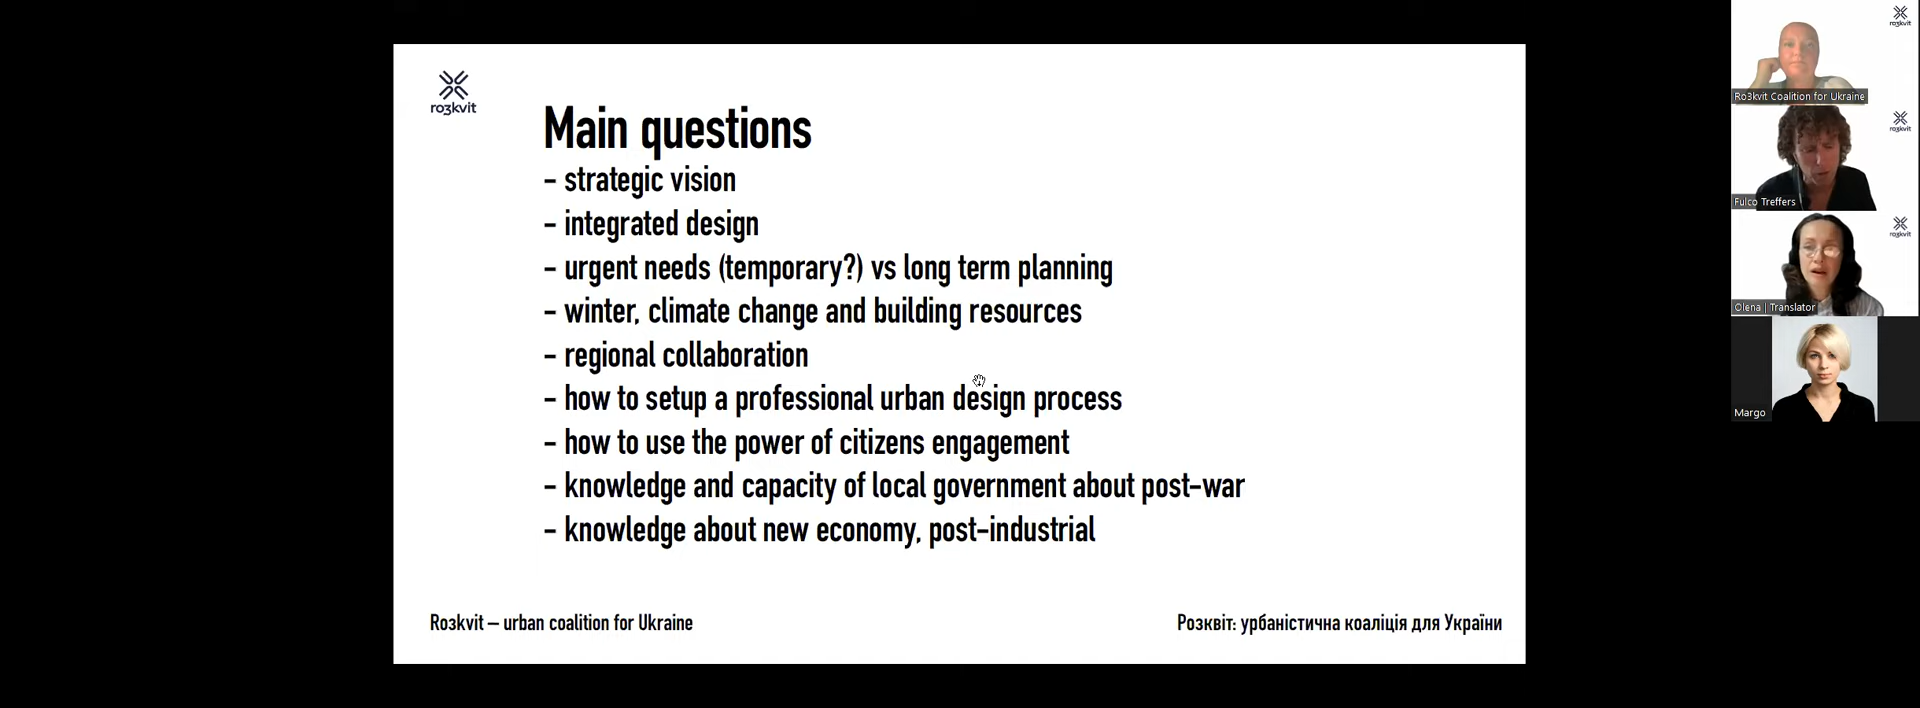 ro3kvit
Main questions
- strategic vision
- integrated design
- urgent needs (temporary?) vs long term planning
- winter, climate change and building resources
- regional collaboration
- how to setup a professional urban design process
- how to use the power of citizens engagement
- knowledge and capacity of local government about post-war
- knowledge about new economy, post-industrial
Ro3kvit – urban coalition for Ukraine
Розквіт: урбаністична коаліція для України
ro3kvit
Ro3kvit Coalition for Ukraine
ro3kvit
Fulco Treffers
ro3kvit
Olena | Translator
Margo